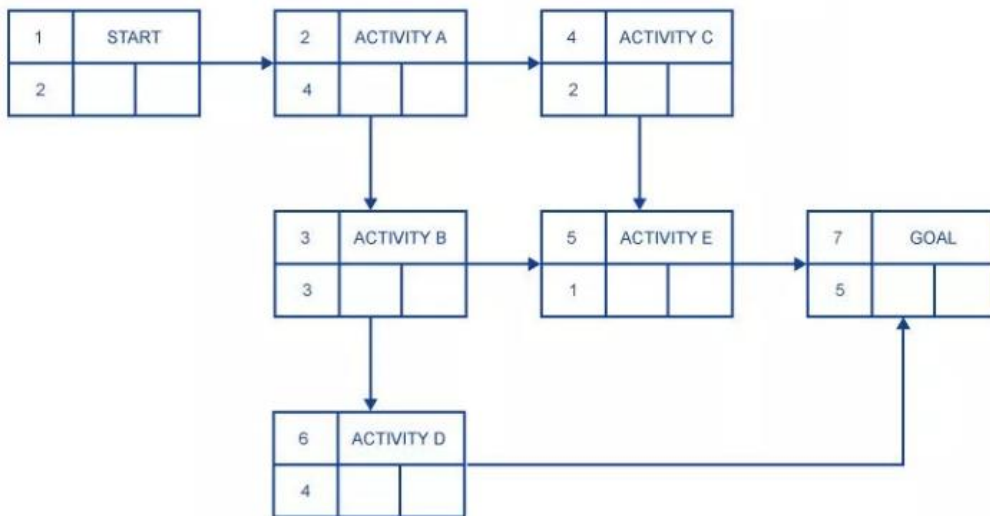 1 START
2
2 ACTIVITY A
4
4 ACTIVITY C
2
3 ACTIVITY B
3
5 ACTIVITY E
1
7 GOAL
5
6 ACTIVITY D
4